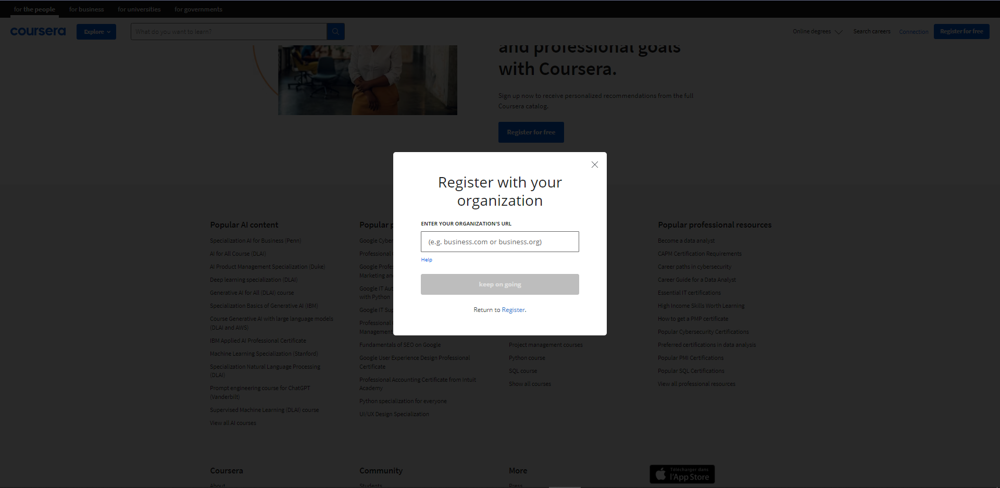 for the people
for business
for universities
for governments
coursera
Explore
What do you want to learn?
Online degrees
Search careers
Connection
Register for free
and professional goals
with Coursera.
Sign up now to receive personalized recommendations from the full
Coursera catalog.
Register for free
Register with your
organization
ENTER YOUR ORGANIZATION'S URL
(e.g. business.com or business.org)
Help
keep on going
Return to Register.
Popular AI content
Specialization AI for Business (Penn)
AI for All Course (DLAI)
AI Product Management Specialization (Duke)
Deep learning specialization (DLAI)
Generative AI for All (DLAI) course
Specialization Basics of Generative AI (IBM)
Course Generative AI with large language models
(DLAI and AWS)
IBM Applied AI Professional Certificate
Machine Learning Specialization (Stanford)
Specialization Natural Language Processing
(DLAI)
Prompt engineering course for ChatGPT
(Vanderbilt)
Supervised Machine Learning (DLAI) course
View all AI courses
Popular
Google Cyber
Professional
Google Profes
Marketing an
Google IT Aut
with Python
Google IT Sup
Professional
Management
Fundamentals of SEO on Google
Google User Experience Design Professional
Certificate
Professional Accounting Certificate from Intuit
Academy
Python specialization for everyone
UI/UX Design Specialization
Project management courses
Python course
SQL course
Show all courses
Popular professional resources
Become a data analyst
CAPM Certification Requirements
Career paths in cybersecurity
Career Guide for a Data Analyst
Essential IT certifications
High Income Skills Worth Learning
How to get a PMP certificate
Popular Cybersecurity Certifications
Preferred certifications in data analysis
Popular PMI Certifications
Popular SQL Certifications
View all professional resources
Coursera
About
Community
Students
More
Press
Télécharger dans
l'App Store